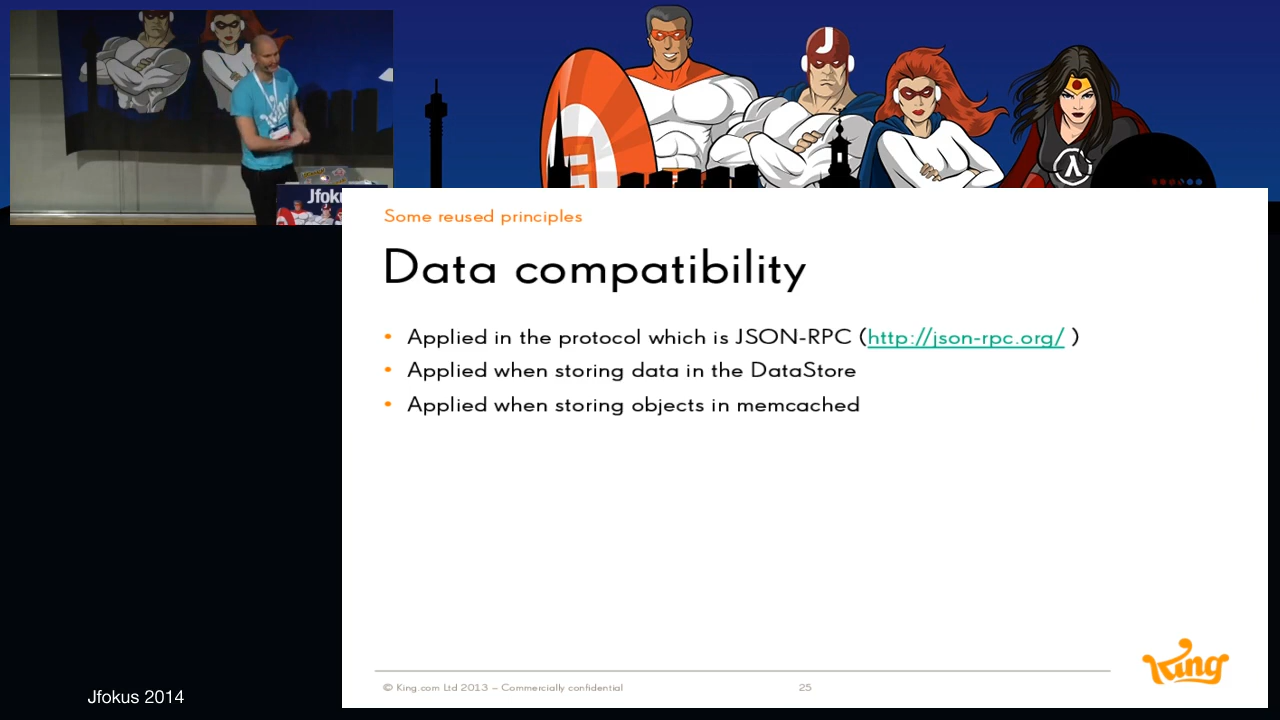 Jfok
J
Some reused principles
Data compatibility
• Applied in the protocol which is JSON-RPC (http://json-rpc.org/ )
• Applied when storing data in the DataStore
• Applied when storing objects in memcached
© King.com Ltd 2013 – Commercially confidential
25
King
Jfokus 2014